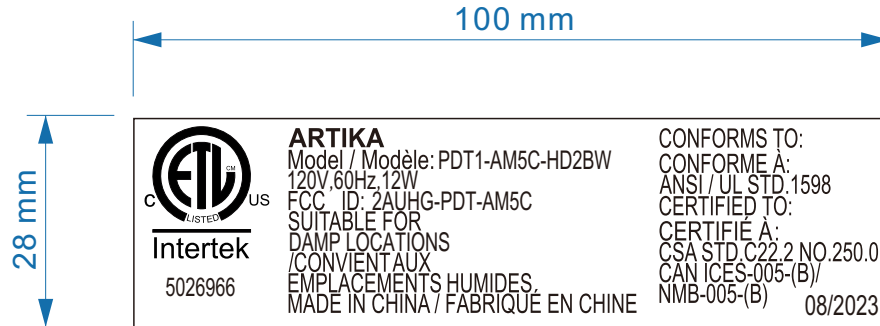 100 mm
28 mm
ETL CM
C US
LISTED
Intertek
5026966
ARTIKA
Model / Modèle: PDT1-AM5C-HD2BW
120V,60Hz,12W
FCC ID: 2AUHG-PDT-AM5C
SUITABLE FOR
DAMP LOCATIONS
/CONVIENT AUX
EMPLACEMENTS HUMIDES.
MADE IN CHINA / FABRIQUÉ EN CHINE
CONFORMS TO:
CONFORME À:
ANSI / UL STD.1598
CERTIFIED TO:
CERTIFIÉ À:
CSA STD.C22.2 NO.250.0
CAN ICES-005-(B)/
NMB-005-(B)
08/2023